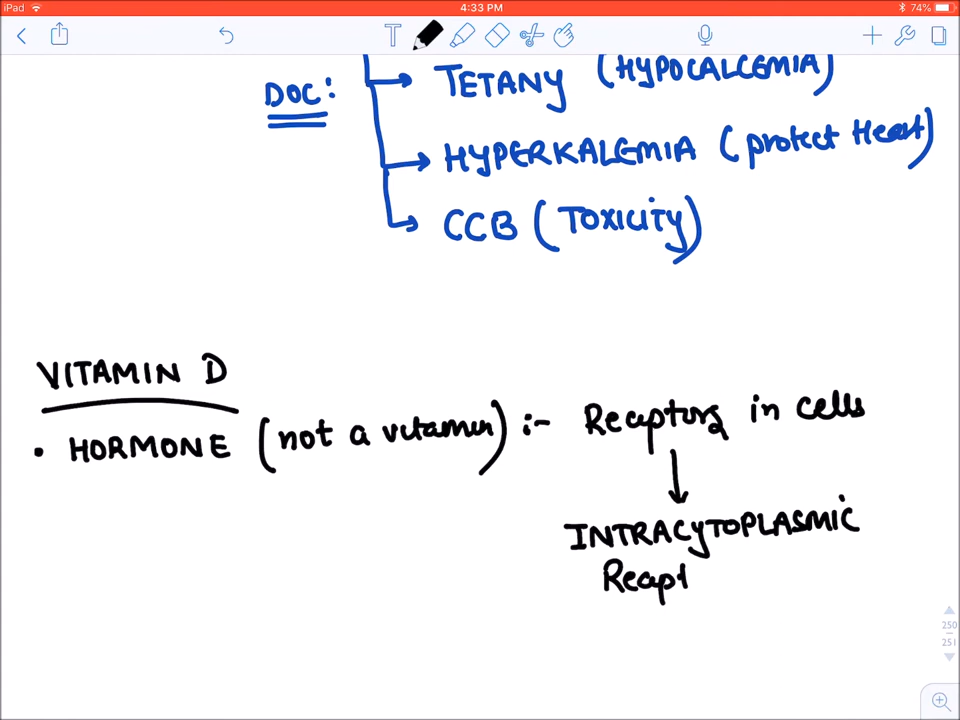 iPad 4:33 PM 74%
T
DOC: → TETANY (HYPOCALCEMIA)
→ HYPERKALEMIA (protect Heart)
→ CCB (TOXICITY)
VITAMIN D
• HORMONE (not a vitamin) :- Receptors in cells
↓
INTRACYTOPLASMIC
Recept
250
251